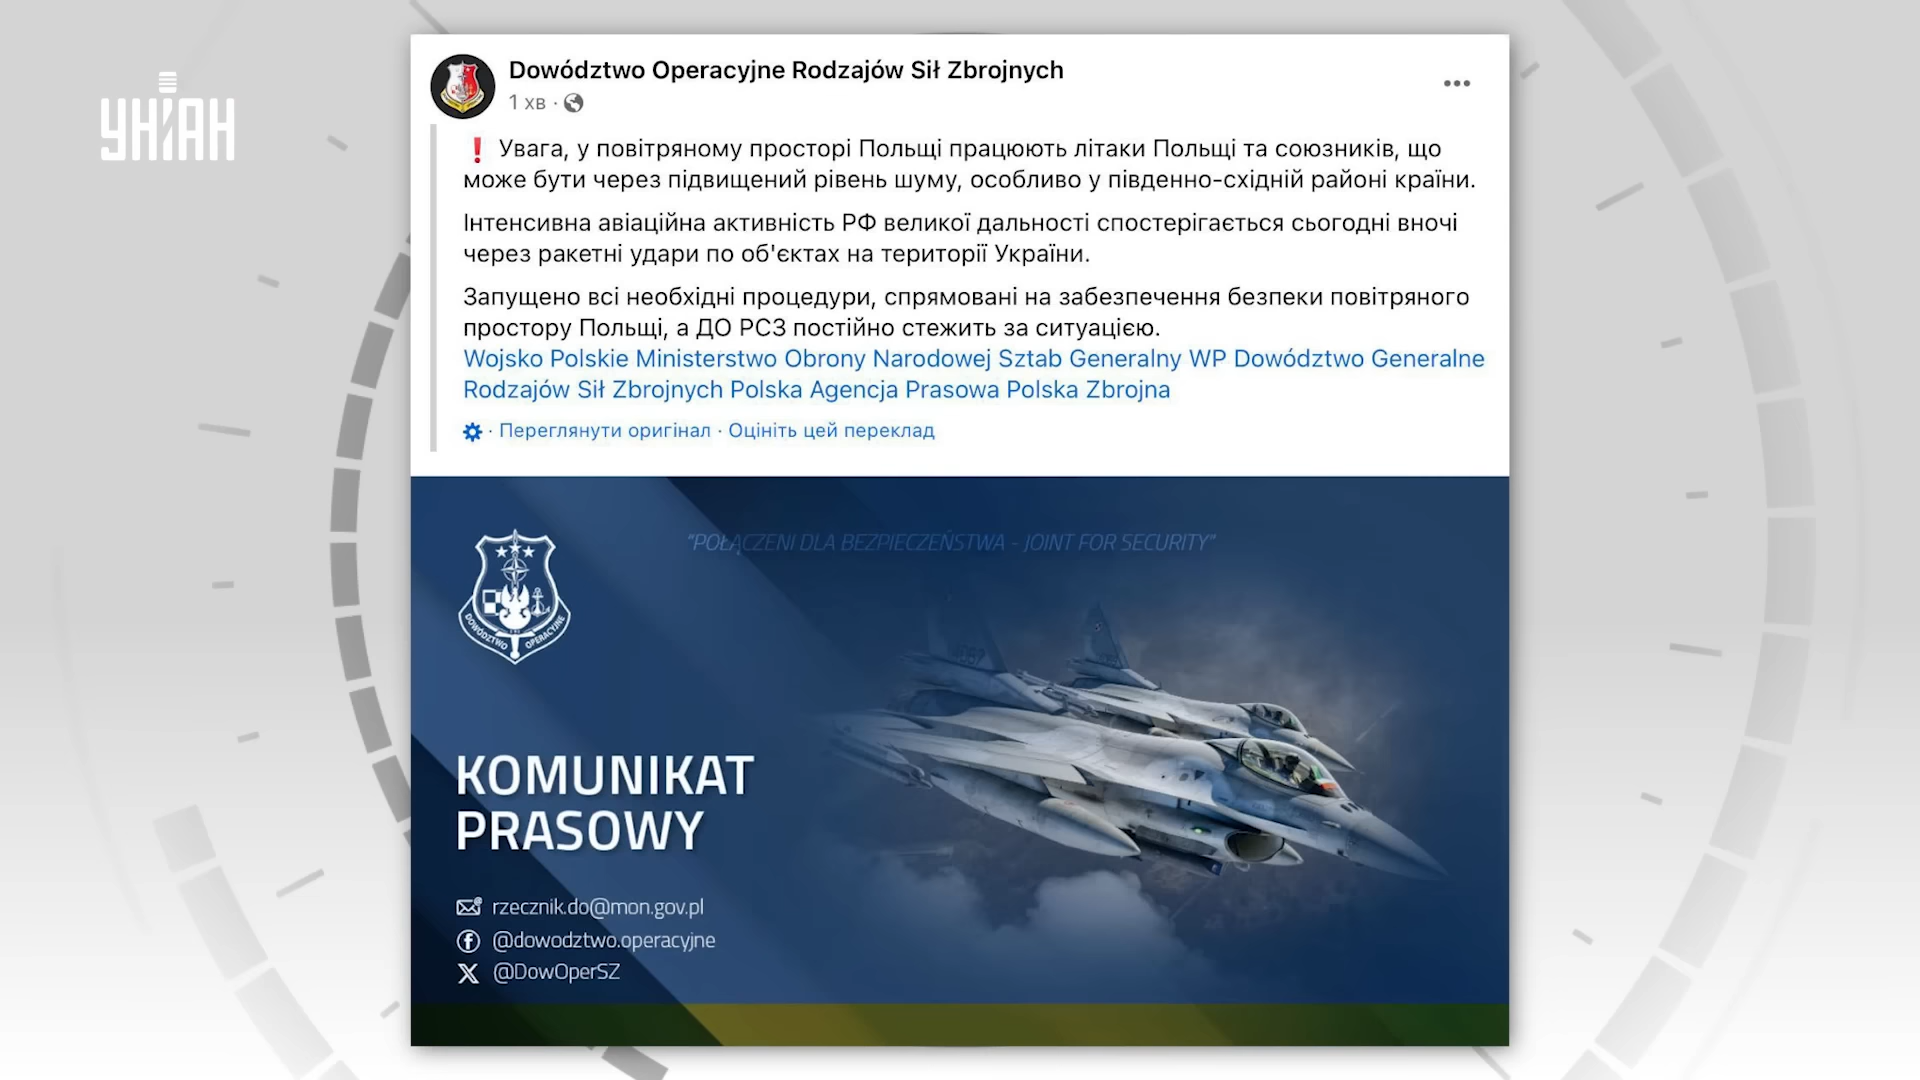 УНІАН
Dowództwo Operacyjne Rodzajów Sił Zbrojnych
1 хв ·
❗ Увага, у повітряному просторі Польщі працюють літаки Польщі та союзників, що
може бути через підвищений рівень шуму, особливо у південно-східній районі країни.
Інтенсивна авіаційна активність РФ великої дальності спостерігається сьогодні вночі
через ракетні удари по об'єктах на території України.
Запущено всі необхідні процедури, спрямовані на забезпечення безпеки повітряного
простору Польщі, а ДО РСЗ постійно стежить за ситуацією.
Wojsko Polskie Ministerstwo Obrony Narodowej Sztab Generalny WP Dowództwo Generalne
Rodzajów Sił Zbrojnych Polska Agencja Prasowa Polska Zbrojna
· Переглянути оригінал · Оцініть цей переклад
"POŁĄCZENI DLA BEZPIECZEŃSTWA - JOINT FOR SECURITY"
DOWÓDZTWO OPERACYJNE
KOMUNIKAT
PRASOWY
rzecznik.do@mon.gov.pl
@dowodztwo.operacyjne
@DowOperSZ